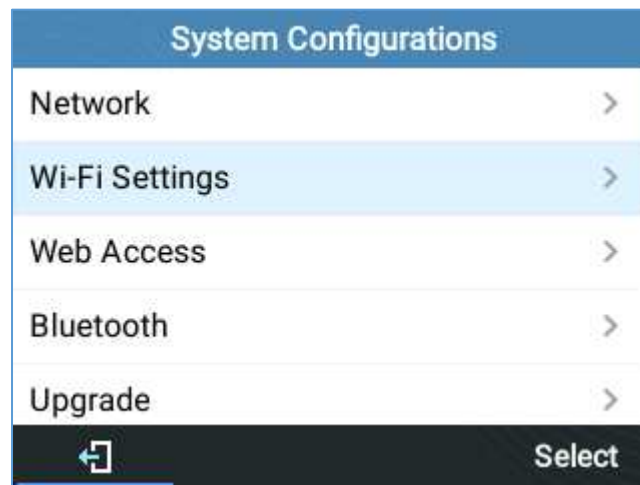 System Configurations
Network
Wi-Fi Settings
Web Access
Bluetooth
Upgrade
Select